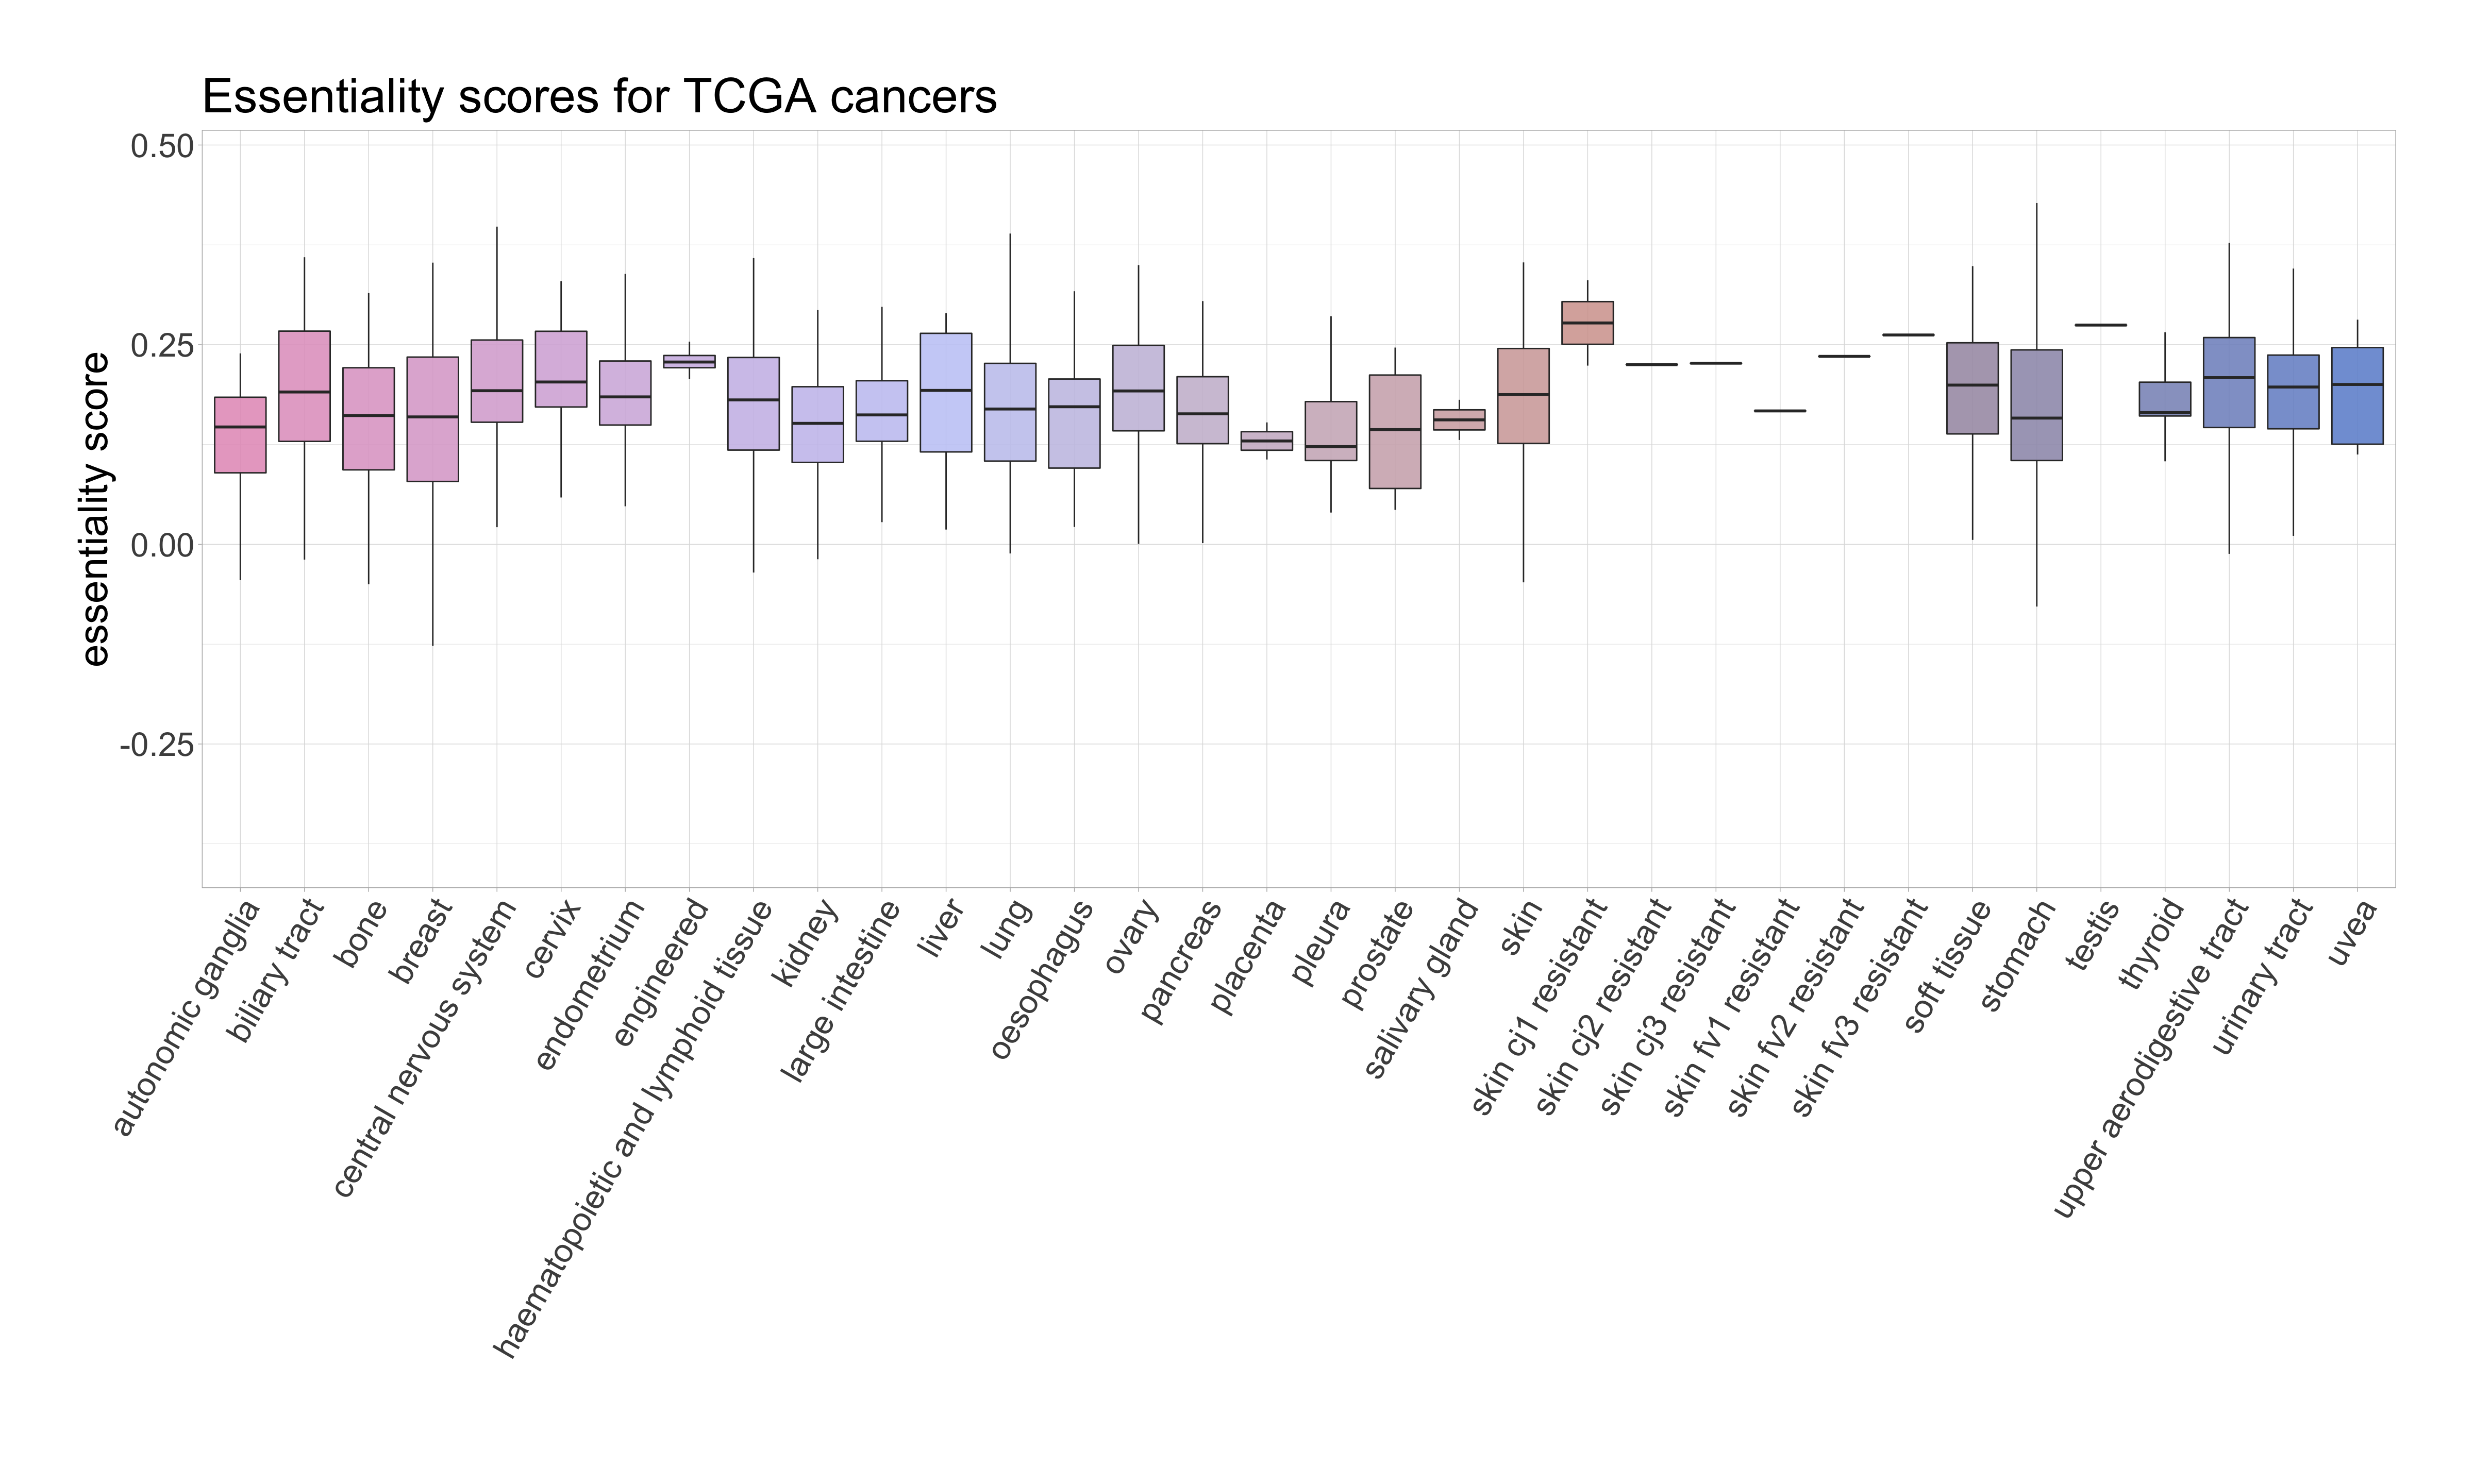 Essentiality scores for TCGA cancers
essentiality score
0.50
0.25
0.00
-0.25
autonomic ganglia
biliary tract
bone
breast
central nervous system
cervix
endometrium
engineered
haematopoietic and lymphoid tissue
kidney
large intestine
liver
lung
oesophagus
ovary
pancreas
placenta
pleura
prostate
salivary gland
skin
skin cj1 resistant
skin cj2 resistant
skin cj3 resistant
skin fv1 resistant
skin fv2 resistant
skin fv3 resistant
soft tissue
stomach
testis
thyroid
upper aerodigestive tract
urinary tract
uvea